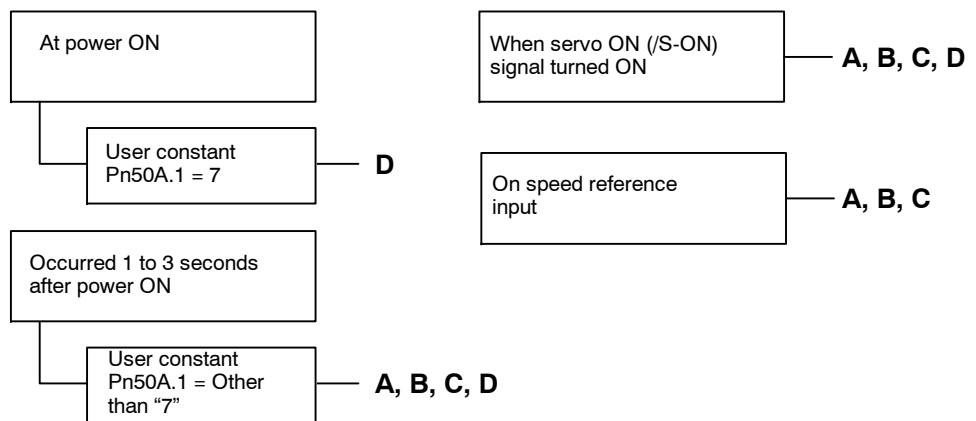 At power ON
User constant
Pn50A.1 = 7
D
Occurred 1 to 3 seconds
after power ON
User constant
Pn50A.1 = Other
than “7”
A, B, C, D
When servo ON (/S-ON)
signal turned ON
A, B, C, D
On speed reference
input
A, B, C